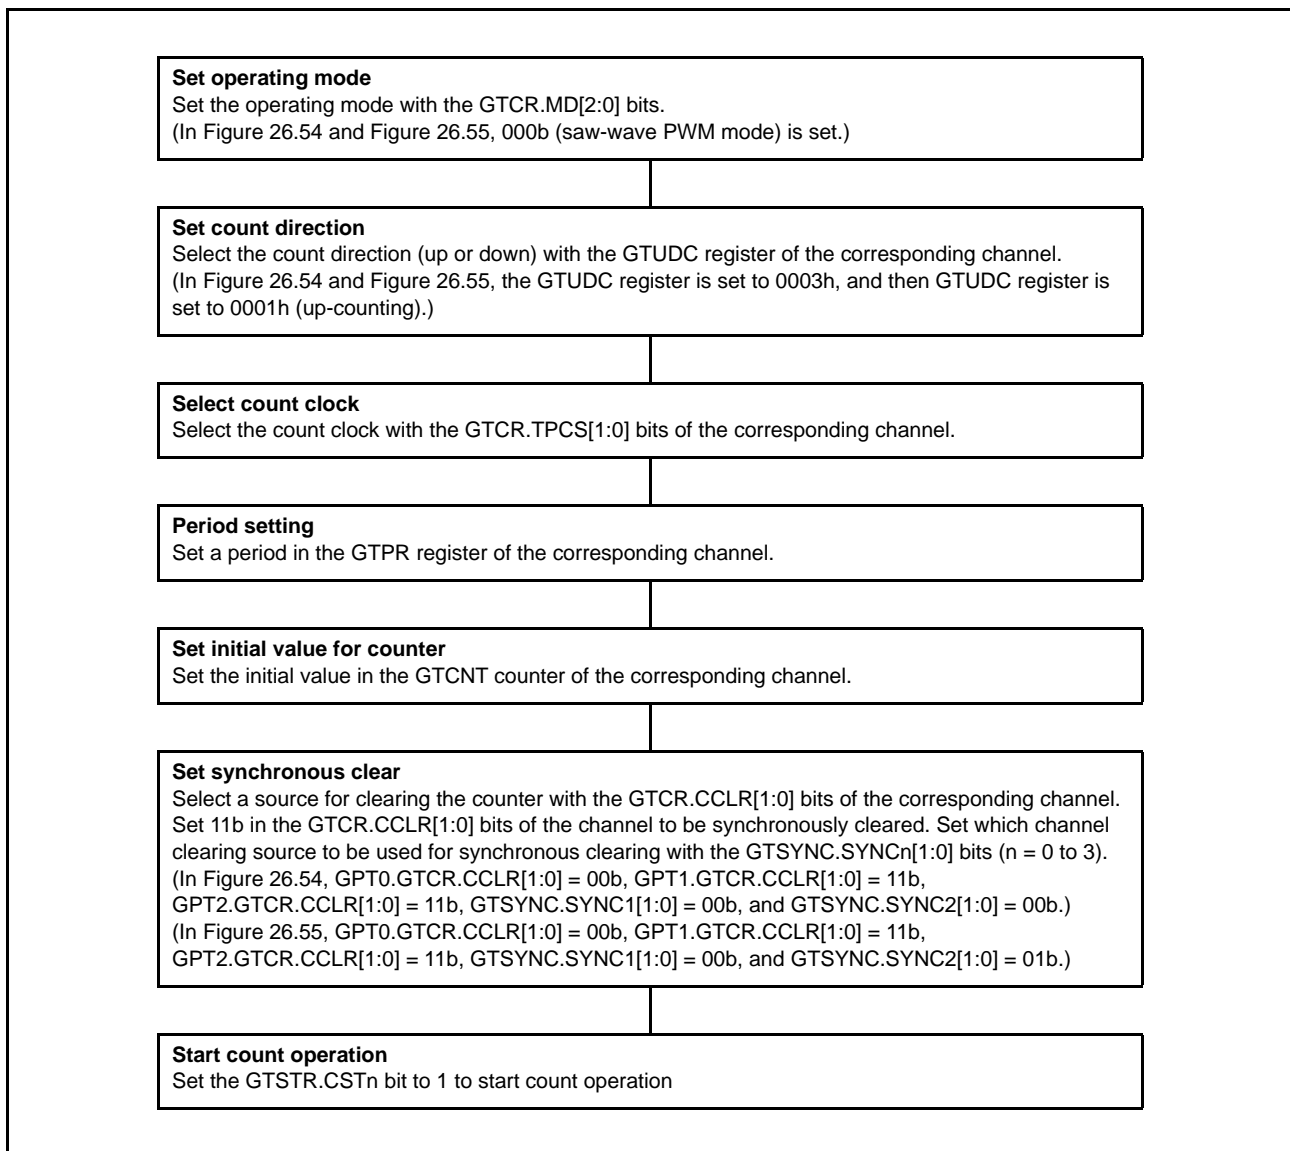 Set operating mode
Set the operating mode with the GTCR.MD[2:0] bits.
(In Figure 26.54 and Figure 26.55, 000b (saw-wave PWM mode) is set.)
Set count direction
Select the count direction (up or down) with the GTUDC register of the corresponding channel.
(In Figure 26.54 and Figure 26.55, the GTUDC register is set to 0003h, and then GTUDC register is
set to 0001h (up-counting).)
Select count clock
Select the count clock with the GTCR.TPCS[1:0] bits of the corresponding channel.
Period setting
Set a period in the GTPR register of the corresponding channel.
Set initial value for counter
Set the initial value in the GTCNT counter of the corresponding channel.
Set synchronous clear
Select a source for clearing the counter with the GTCR.CCLR[1:0] bits of the corresponding channel.
Set 11b in the GTCR.CCLR[1:0] bits of the channel to be synchronously cleared. Set which channel
clearing source to be used for synchronous clearing with the GTSYNC.SYNCn[1:0] bits (n = 0 to 3).
(In Figure 26.54, GPT0.GTCR.CCLR[1:0] = 00b, GPT1.GTCR.CCLR[1:0] = 11b,
GPT2.GTCR.CCLR[1:0] = 11b, GTSYNC.SYNC1[1:0] = 00b, and GTSYNC.SYNC2[1:0] = 00b.)
(In Figure 26.55, GPT0.GTCR.CCLR[1:0] = 00b, GPT1.GTCR.CCLR[1:0] = 11b,
GPT2.GTCR.CCLR[1:0] = 11b, GTSYNC.SYNC1[1:0] = 00b, and GTSYNC.SYNC2[1:0] = 01b.)
Start count operation
Set the GTSTR.CSTn bit to 1 to start count operation